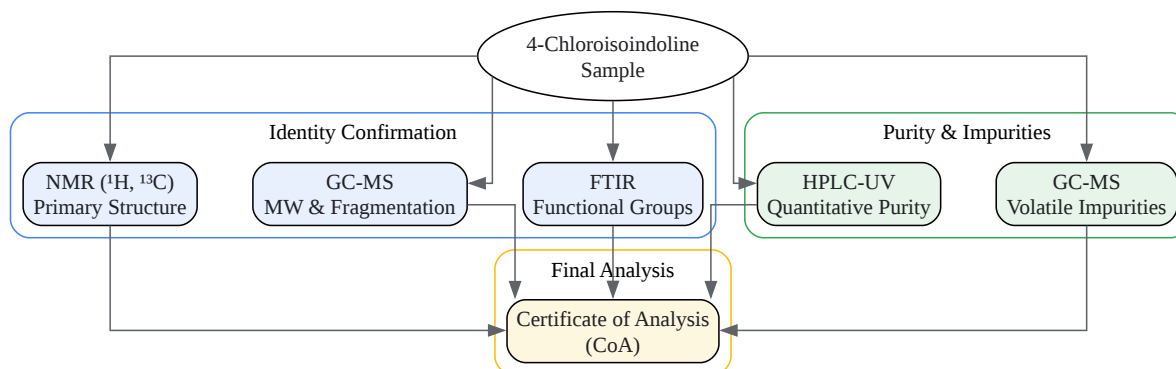 4-Chloroisoindoline
Sample
Identity Confirmation
Purity & Impurities
NMR (¹H, ¹³C)
Primary Structure
GC-MS
MW & Fragmentation
FTIR
Functional Groups
HPLC-UV
Quantitative Purity
GC-MS
Volatile Impurities
Final Analysis
Certificate of Analysis
(CoA)